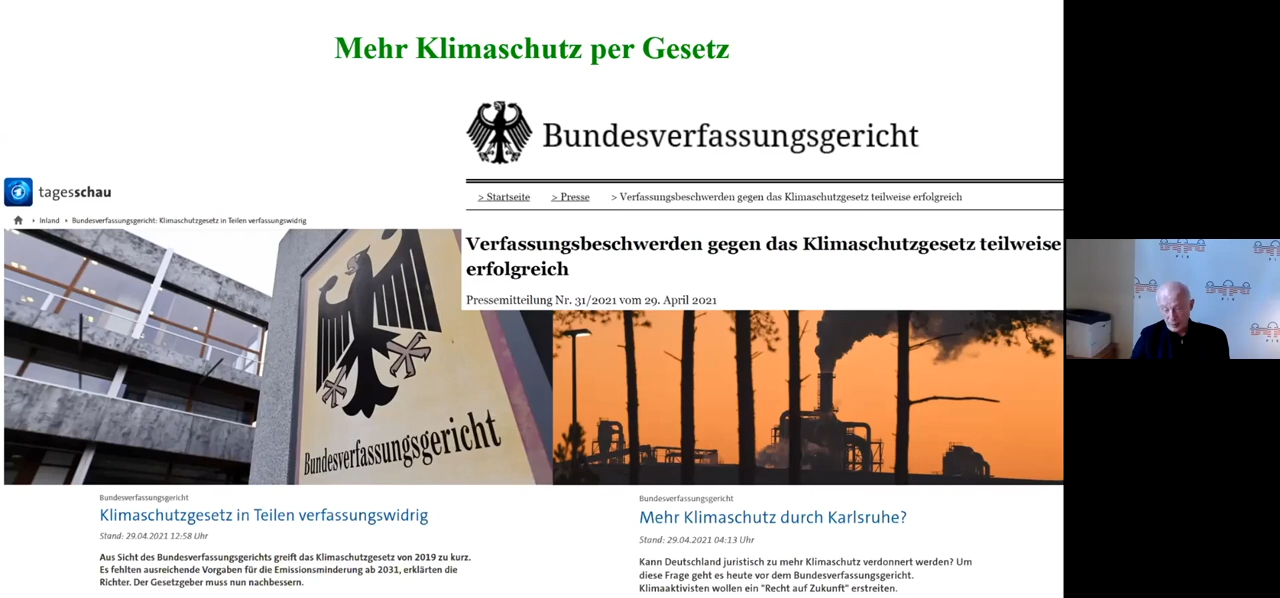 Mehr Klimaschutz per Gesetz
Bundesverfassungsgericht
tagesschau
> Startseite > Presse > Verfassungsbeschwerden gegen das Klimaschutzgesetz teilweise erfolgreich
Inland Bundesverfassungsgericht: Klimaschutzgesetz in Teilen verfassungswidrig
Verfassungsbeschwerden gegen das Klimaschutzgesetz teilweise
erfolgreich
Pressemitteilung Nr. 31/2021 vom 29. April 2021
Bundesverfassungsgericht
Bundesverfassungsgericht
Klimaschutzgesetz in Teilen verfassungswidrig
Stand: 29.04.2021 12:58 Uhr
Aus Sicht des Bundesverfassungsgerichts greift das Klimaschutzgesetz von 2019 zu kurz.
Es fehlten ausreichende Vorgaben für die Emissionsminderung ab 2031, erklärten die
Richter. Der Gesetzgeber muss nun nachbessern.
Bundesverfassungsgericht
Mehr Klimaschutz durch Karlsruhe?
Stand: 29.04.2021 04:13 Uhr
Kann Deutschland juristisch zu mehr Klimaschutz verdonnert werden? Um
diese Frage geht es heute vor dem Bundesverfassungsgericht.
Klimaaktivisten wollen ein "Recht auf Zukunft" erstreiten.
PIK